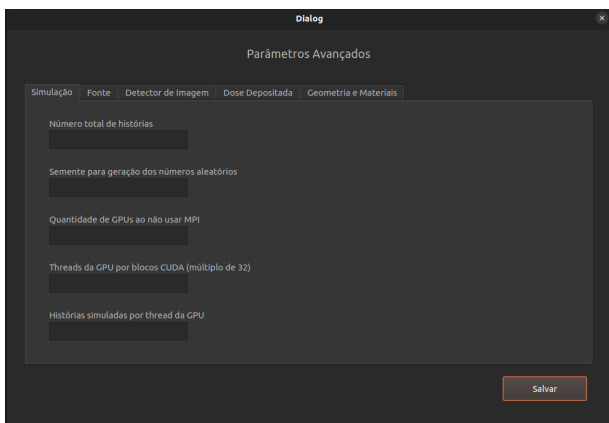 Dialog
Parâmetros Avançados
Simulação Fonte Detector de Imagem Dose Depositada Geometria e Materiais
Número total de histórias
Semente para geração dos números aleatórios
Quantidade de GPUs ao não usar MPI
Threads da GPU por blocos CUDA (múltiplo de 32)
Histórias simuladas por thread da GPU
Salvar